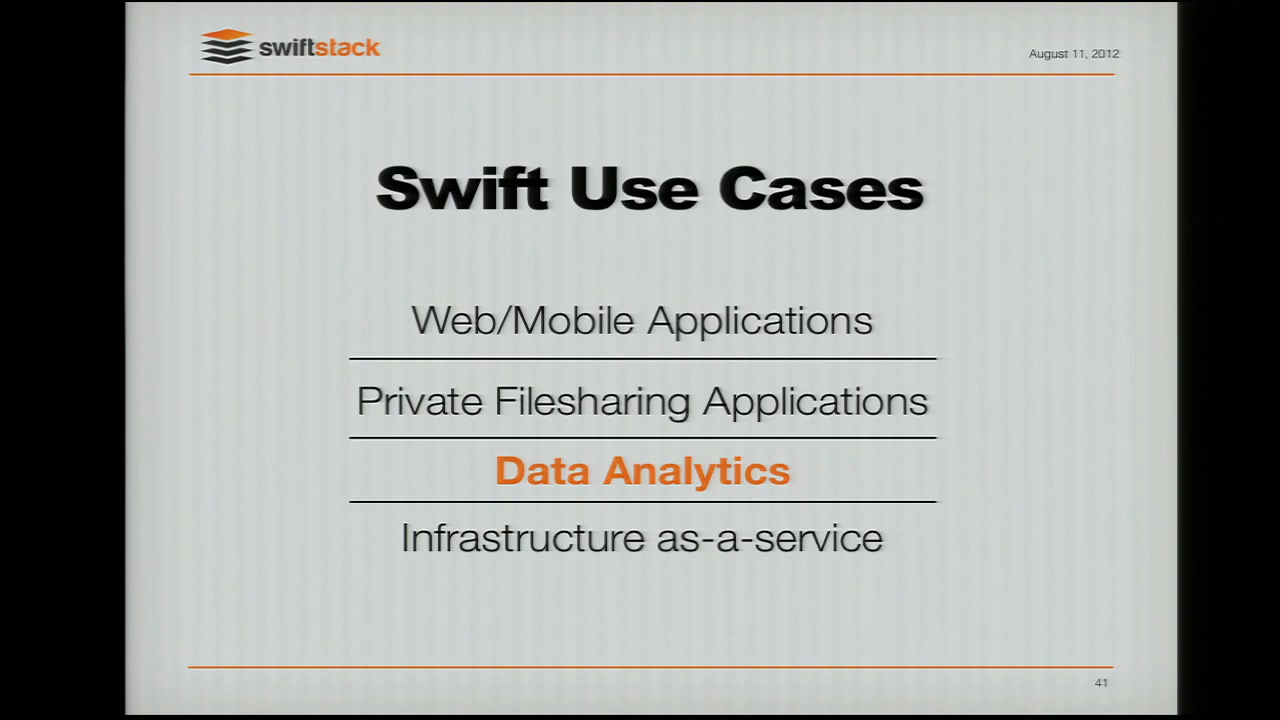 swiftstack
August 11, 2012
Swift Use Cases
Web/Mobile Applications
Private Filesharing Applications
Data Analytics
Infrastructure as-a-service
41